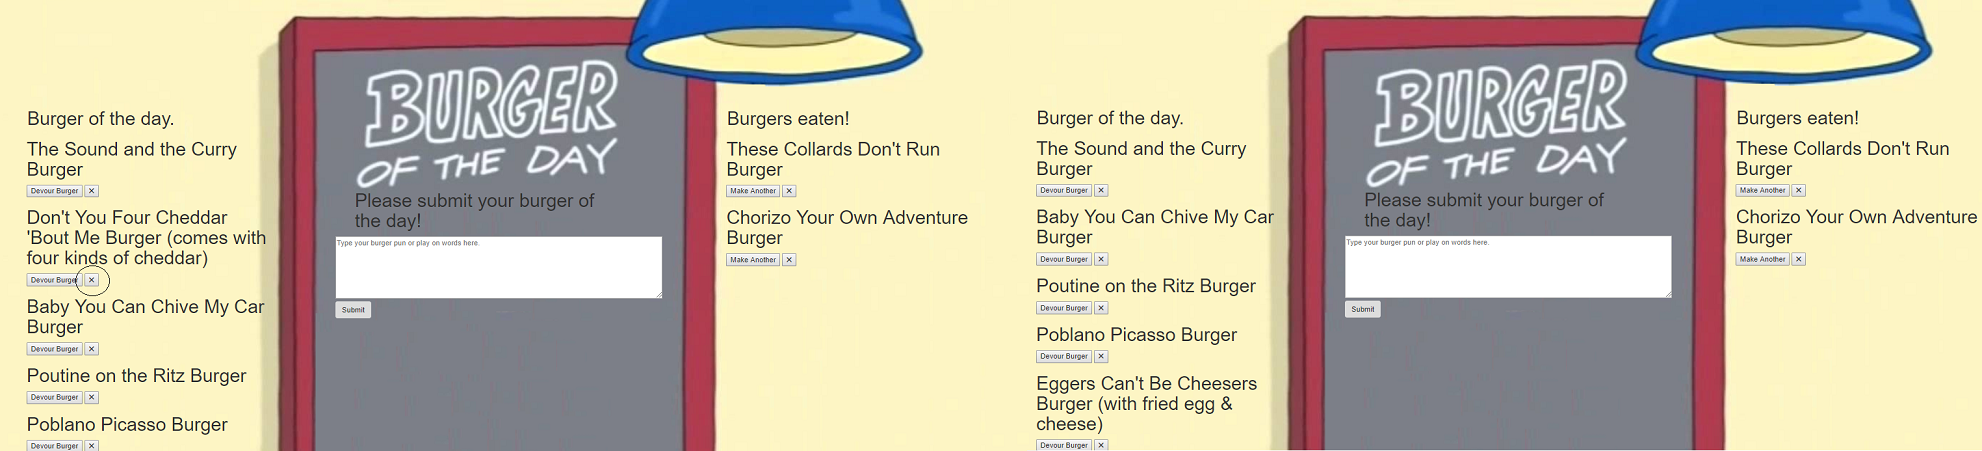 Burger of the day.
The Sound and the Curry
Burger
Devour Burger ✕
Don't You Four Cheddar
'Bout Me Burger (comes with
four kinds of cheddar)
Devour Burger ✕
Baby You Can Chive My Car
Burger
Devour Burger ✕
Poutine on the Ritz Burger
Devour Burger ✕
Poblano Picasso Burger
Devour Burger ✕
BURGER
OF THE DAY
Please submit your burger of
the day!
Type your burger pun or play on words here.
Submit
Burgers eaten!
These Collards Don't Run
Burger
Make Another ✕
Chorizo Your Own Adventure
Burger
Make Another ✕
Burger of the day.
The Sound and the Curry
Burger
Devour Burger ✕
Baby You Can Chive My Car
Burger
Devour Burger ✕
Poutine on the Ritz Burger
Devour Burger ✕
Poblano Picasso Burger
Devour Burger ✕
Eggers Can't Be Cheesers
Burger (with fried egg &
cheese)
Devour Burger ✕
BURGER
OF THE DAY
Please submit your burger of
the day!
Type your burger pun or play on words here.
Submit
Burgers eaten!
These Collards Don't Run
Burger
Make Another ✕
Chorizo Your Own Adventure
Burger
Make Another ✕